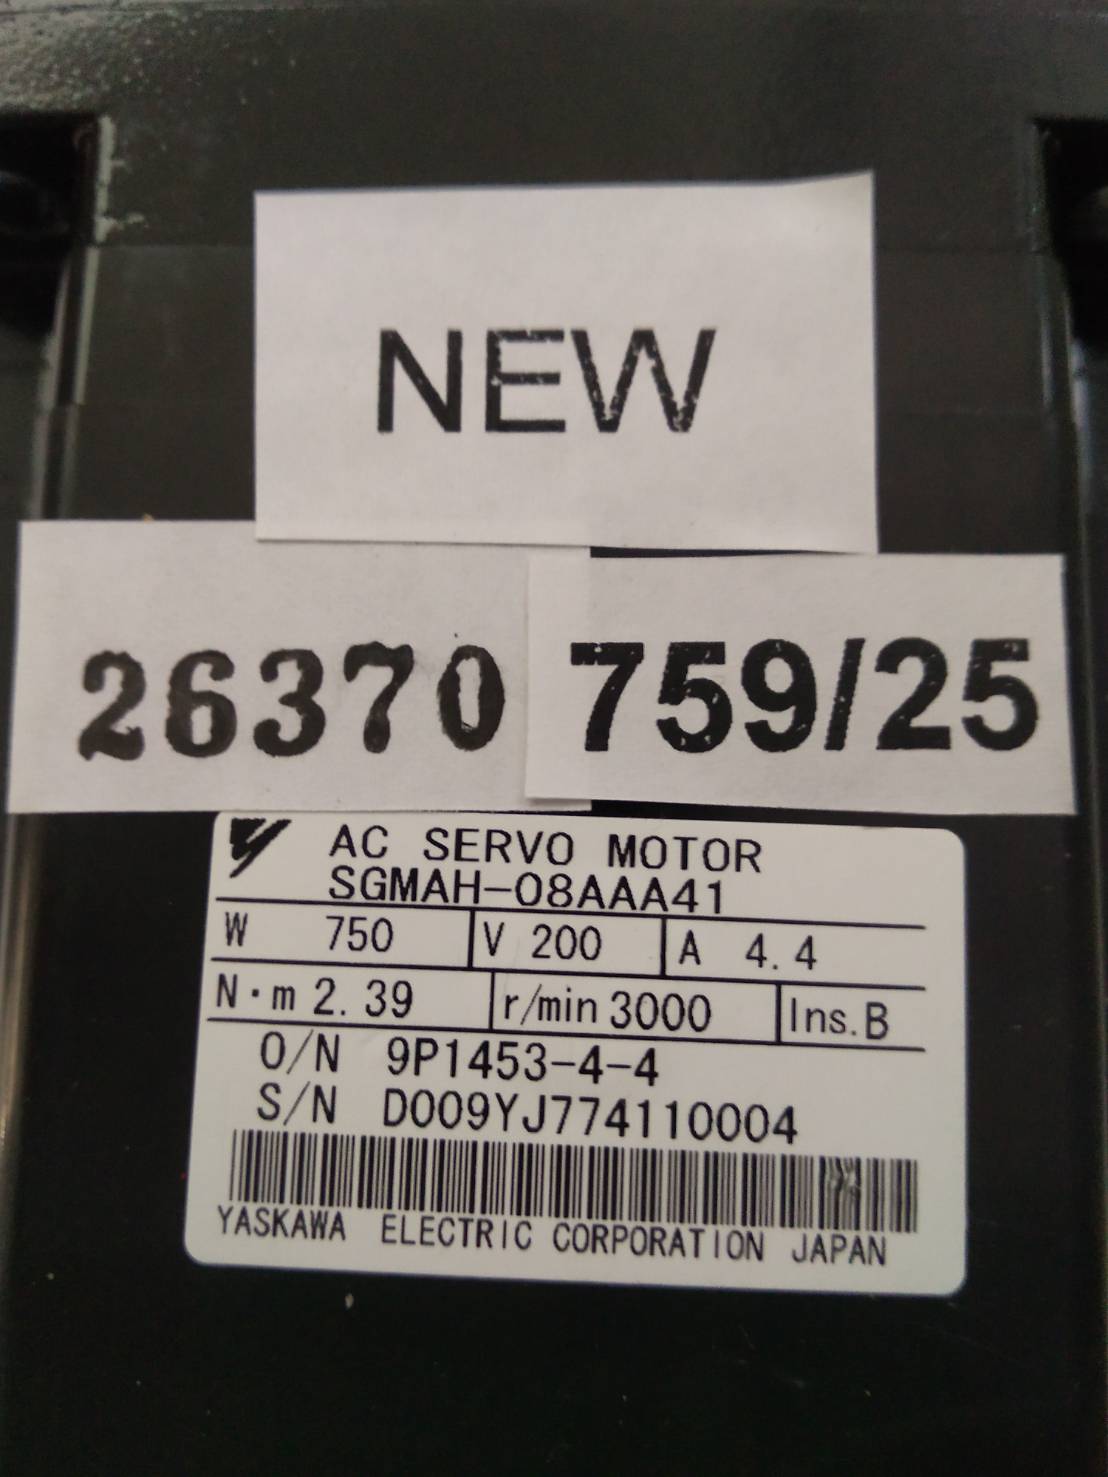 NEW
26370 759/25
AC SERVO MOTOR
SGMAH-08AAA41
W 750 V 200 A 4.4
N·m 2.39 r/min 3000 Ins.B
O/N 9P1453-4-4
S/N D009YJ774110004
YASKAWA ELECTRIC CORPORATION JAPAN